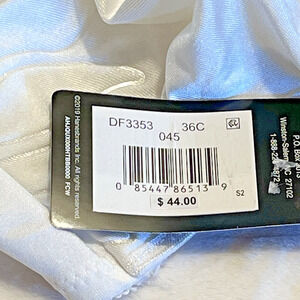 DF3353 36C
045
0 85447 86513 9
S2
$ 44.00
©2019 Hanesbrands Inc. All rights reserved.
FCW
P.O. Box
Winston-Salem, NC 27102